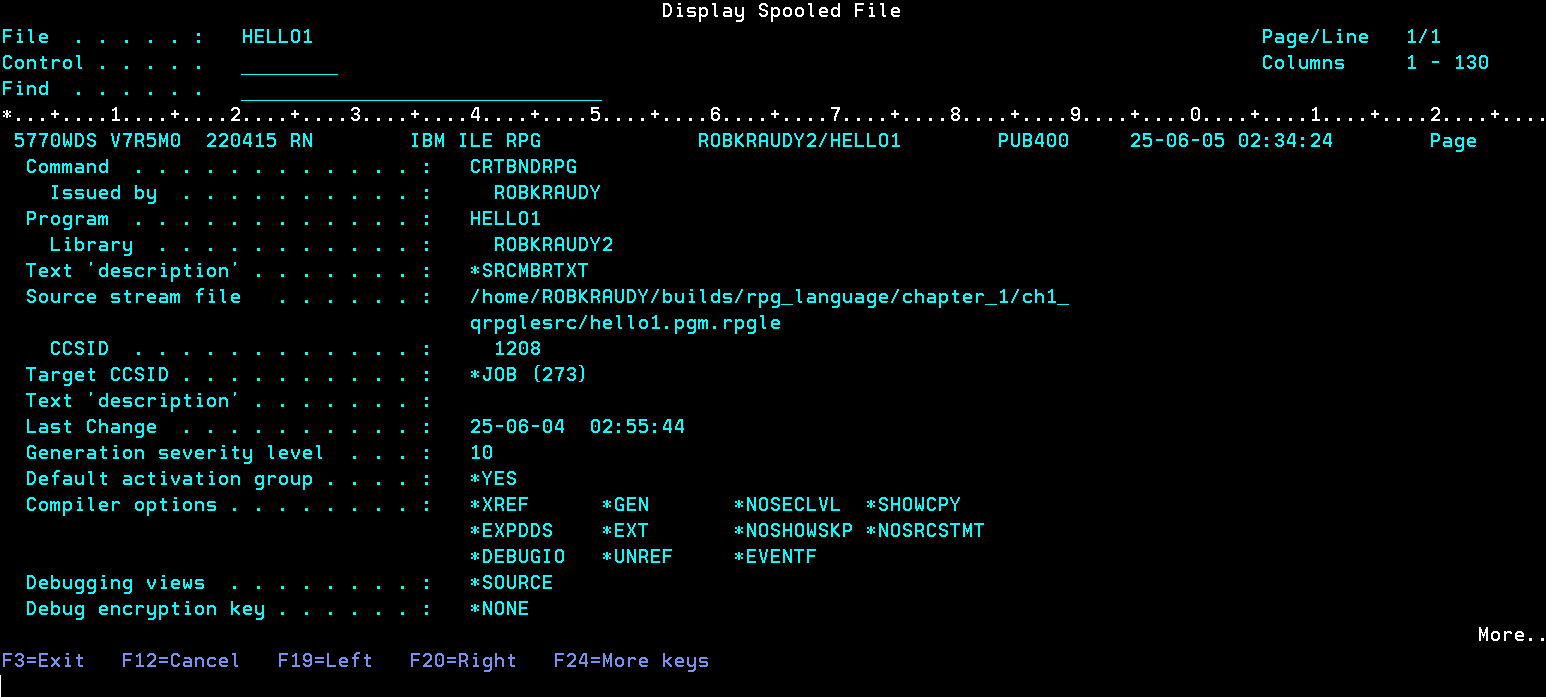 Display Spooled File
File  . . . . . :   HELLO1                                                                               Page/Line   1/1
Control . . . . .   ________                                                                             Columns     1 - 130
Find  . . . . . .   ______________________________
*...+....1....+....2....+....3....+....4....+....5....+....6....+....7....+....8....+....9....+....0....+....1....+....2....+....
 5770WDS V7R5M0  220415 RN        IBM ILE RPG             ROBKRAUDY2/HELLO1        PUB400     25-06-05 02:34:24        Page
  Command  . . . . . . . . . . . . :   CRTBNDRPG
    Issued by  . . . . . . . . . . :     ROBKRAUDY
  Program  . . . . . . . . . . . . :   HELLO1
    Library  . . . . . . . . . . . :     ROBKRAUDY2
  Text 'description' . . . . . . . :   *SRCMBRTXT
  Source stream file   . . . . . . :   /home/ROBKRAUDY/builds/rpg_language/chapter_1/ch1_
                                       qrpglesrc/hello1.pgm.rpgle
    CCSID  . . . . . . . . . . . . :     1208
  Target CCSID . . . . . . . . . . :   *JOB (273)
  Text 'description' . . . . . . . :
  Last Change  . . . . . . . . . . :   25-06-04  02:55:44
  Generation severity level  . . . :   10
  Default activation group . . . . :   *YES
  Compiler options . . . . . . . . :   *XREF      *GEN       *NOSECLVL  *SHOWCPY
                                       *EXPDDS    *EXT       *NOSHOWSKP *NOSRCSTMT
                                       *DEBUGIO   *UNREF     *EVENTF
  Debugging views  . . . . . . . . :   *SOURCE
  Debug encryption key . . . . . . :   *NONE
More..
F3=Exit   F12=Cancel   F19=Left   F20=Right   F24=More keys